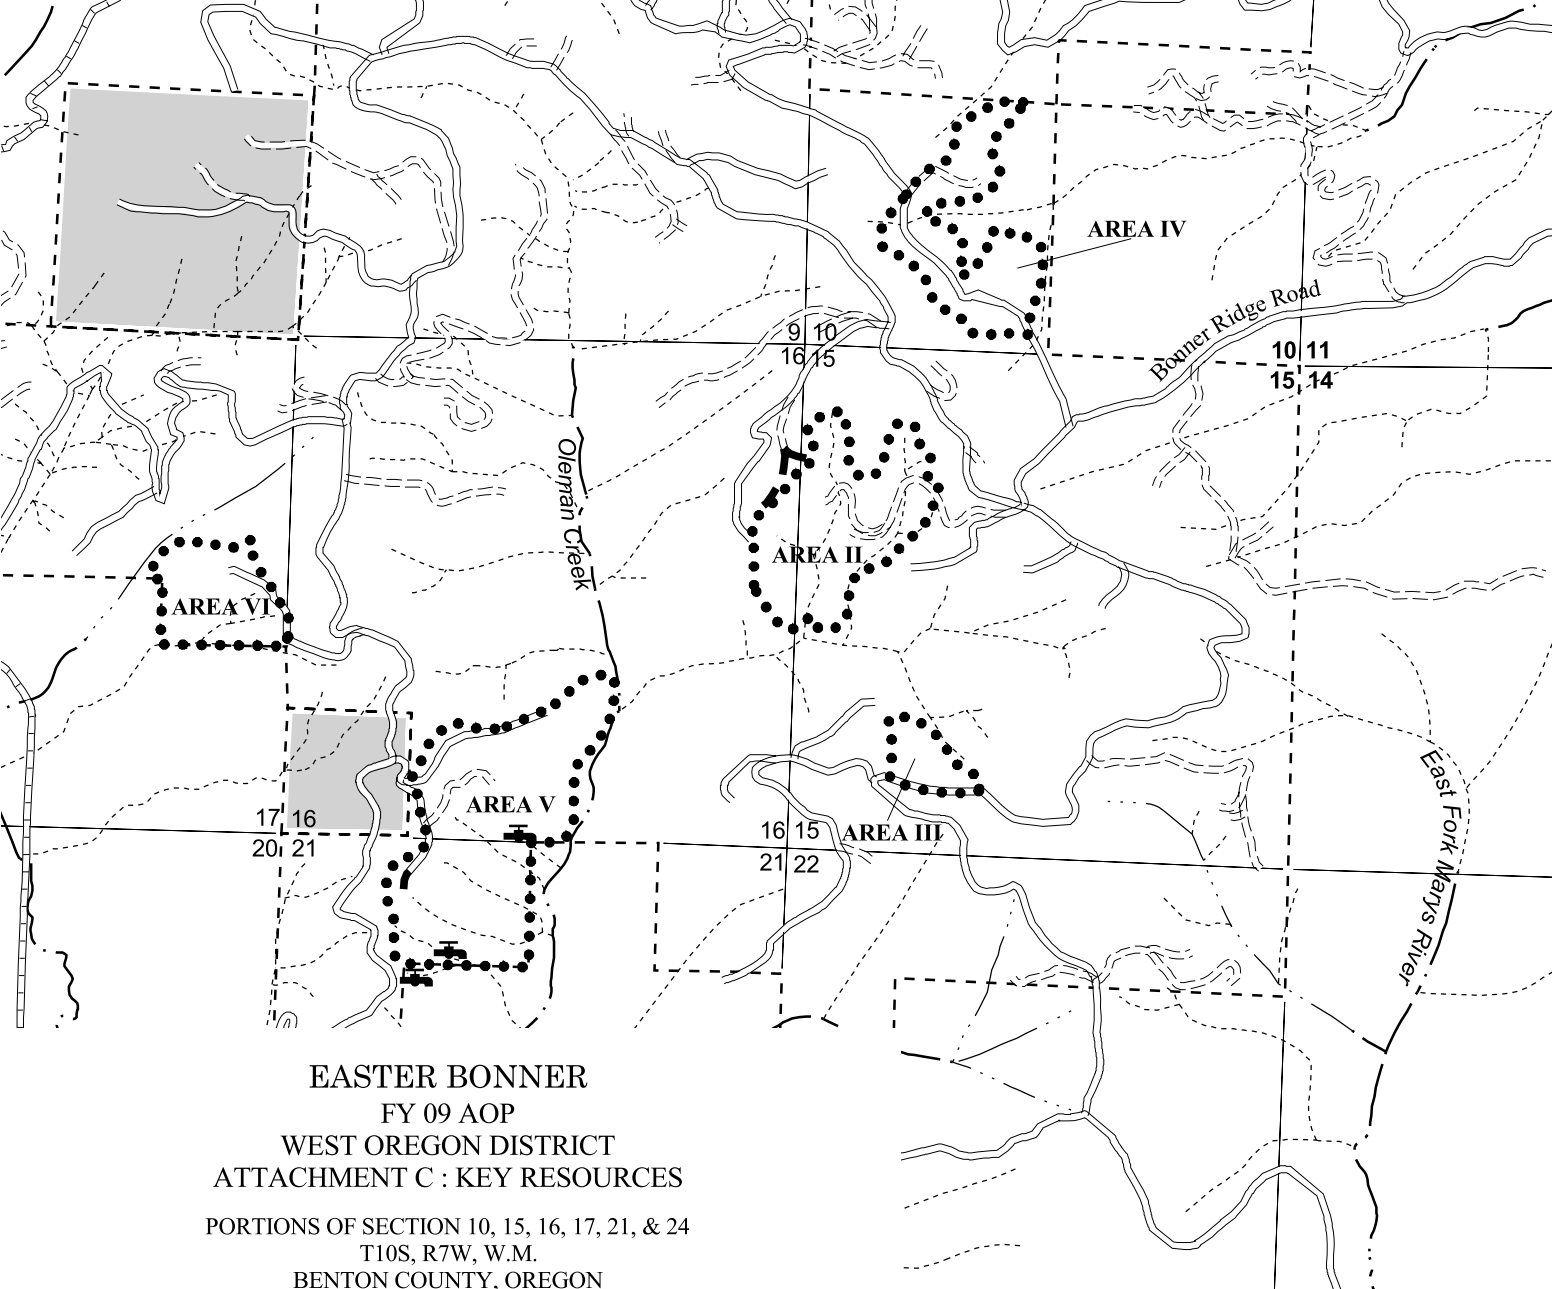 AREA IV
Bonner Ridge Road
9 10
16 15
10 11
15 14
Oleman Creek
AREA II
AREA VI
East Fork Marys River
AREA V
17 16
20 21
16 15
21 22
AREA III
EASTER BONNER
FY 09 AOP
WEST OREGON DISTRICT
ATTACHMENT C : KEY RESOURCES
PORTIONS OF SECTION 10, 15, 16, 17, 21, & 24
T10S, R7W, W.M.
BENTON COUNTY, OREGON